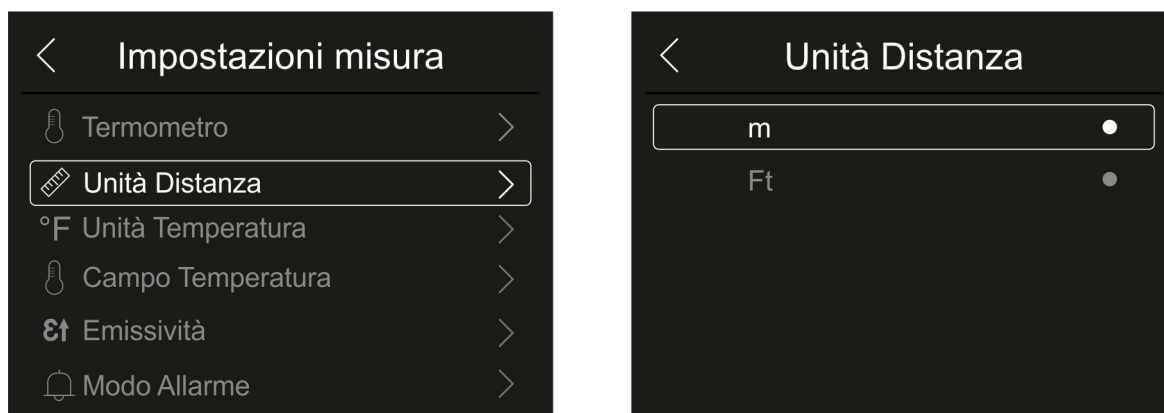 Impostazioni misura
Termometro
Unità Distanza
°F Unità Temperatura
Campo Temperatura
Ɛ↑ Emissività
Modo Allarme
Unità Distanza
m
Ft